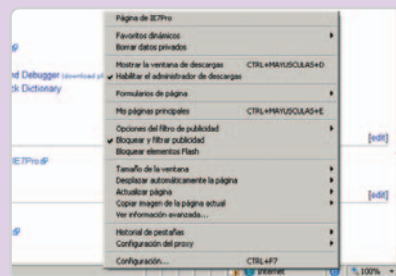 Página de IE7Pro
Favoritos dinámicos
Borrar datos privados
Mostrar la ventana de descargas CTRL+MAYUSCULAS+D
Habilitar el administrador de descargas
Formularios de página
Mis páginas principales CTRL+MAYUSCULAS+E
Opciones del filtro de publicidad
Bloquear y filtrar publicidad
Bloquear elementos Flash
Tamaño de la ventana
Desplazar automáticamente la página
Actualizar página
Copiar imagen de la página actual
Ver información avanzada...
Historial de pestañas
Configuración del proxy
Configuración... CTRL+F7
d Debugger (download
ck Dictionary
[edit]
IE7Pro
[edit]
Internet 100%